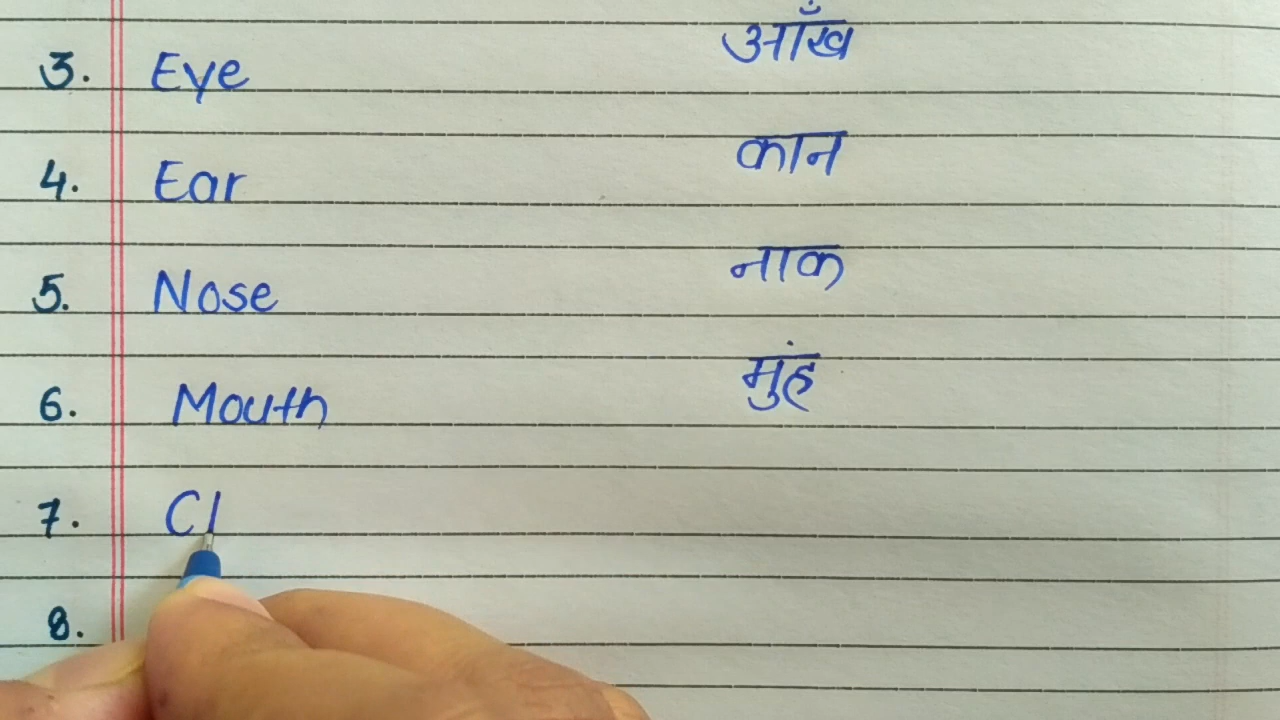 3. Eye आँख
4. Ear कान
5. Nose नाक
6. Mouth मुंह
7. Cl
8.